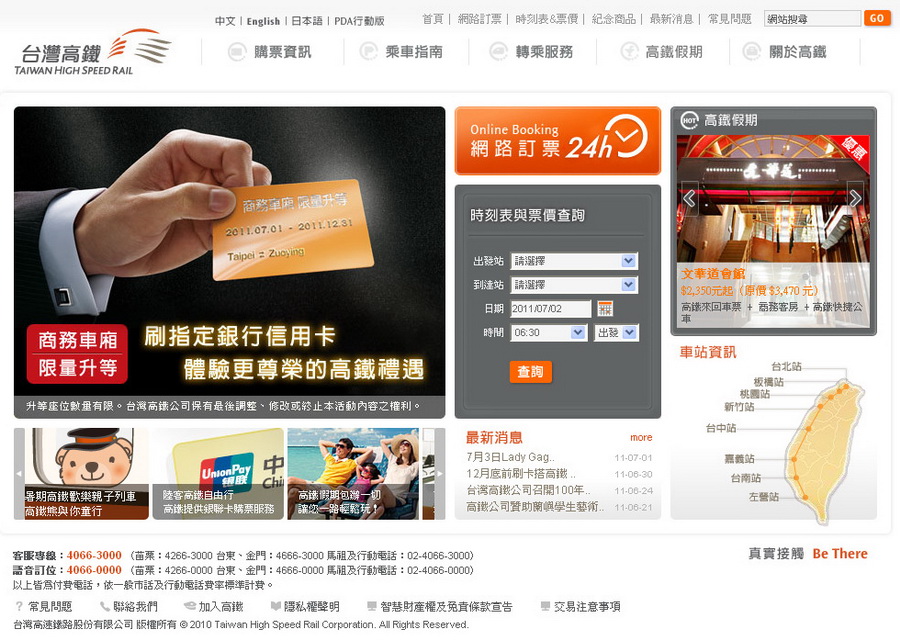 中文 | English | 日本語 | PDA行動版
首頁 | 網路訂票 | 時刻表&票價 | 紀念商品 | 最新消息 | 常見問題
網站搜尋 GO
台灣高鐵
TAIWAN HIGH SPEED RAIL
購票資訊
乘車指南
轉乘服務
高鐵假期
關於高鐵
商務車廂 限量升等
2011.07.01 - 2011.12.31
Taipei = Zuoying
商務車廂
限量升等
刷指定銀行信用卡
體驗更尊榮的高鐵禮遇
升等座位數量有限。台灣高鐵公司保有最後調整、修改或終止本活動內容之權利。
Online Booking
網路訂票 24h
時刻表與票價查詢
出發站 請選擇
到達站 請選擇
日期 2011/07/02
時間 06:30 出發
查詢
HOT 高鐵假期
優惠
文華道會館
$2,350元起 (原價 $3,470 元)
高鐵來回車票 + 商務客房 + 高鐵快捷公
車
車站資訊
台北站
板橋站
桃園站
新竹站
台中站
嘉義站
台南站
左營站
暑期高鐵歡樂親子列車
高鐵熊與你童行
UnionPay
银联
陸客高鐵自由行
高鐵提供銀聯卡購票服務
高鐵假期包辦一切
讓您一路輕鬆玩!
最新消息 more
7月3日Lady Gag.. 11-07-01
12月底前刷卡搭高鐵 .. 11-06-30
台灣高鐵公司召開100年.. 11-06-24
高鐵公司贊助蘭嶼學生藝術.. 11-06-21
客服專線：4066-3000 (苗票：4266-3000 台東、金門：4666-3000 馬祖及行動電話：02-4066-3000)
語音訂位：4066-0000 (苗票：4266-0000 台東、金門：4666-0000 馬祖及行動電話：02-4066-0000)
以上皆為付費電話，依一般市話及行動電話費率標準計費。
真實接觸 Be There
? 常見問題 聯絡我們 加入高鐵 隱私權聲明 智慧財產權及免責條款宣告 交易注意事項
台灣高速鐵路股份有限公司 版權所有 © 2010 Taiwan High Speed Rail Corporation. All Rights Reserved.